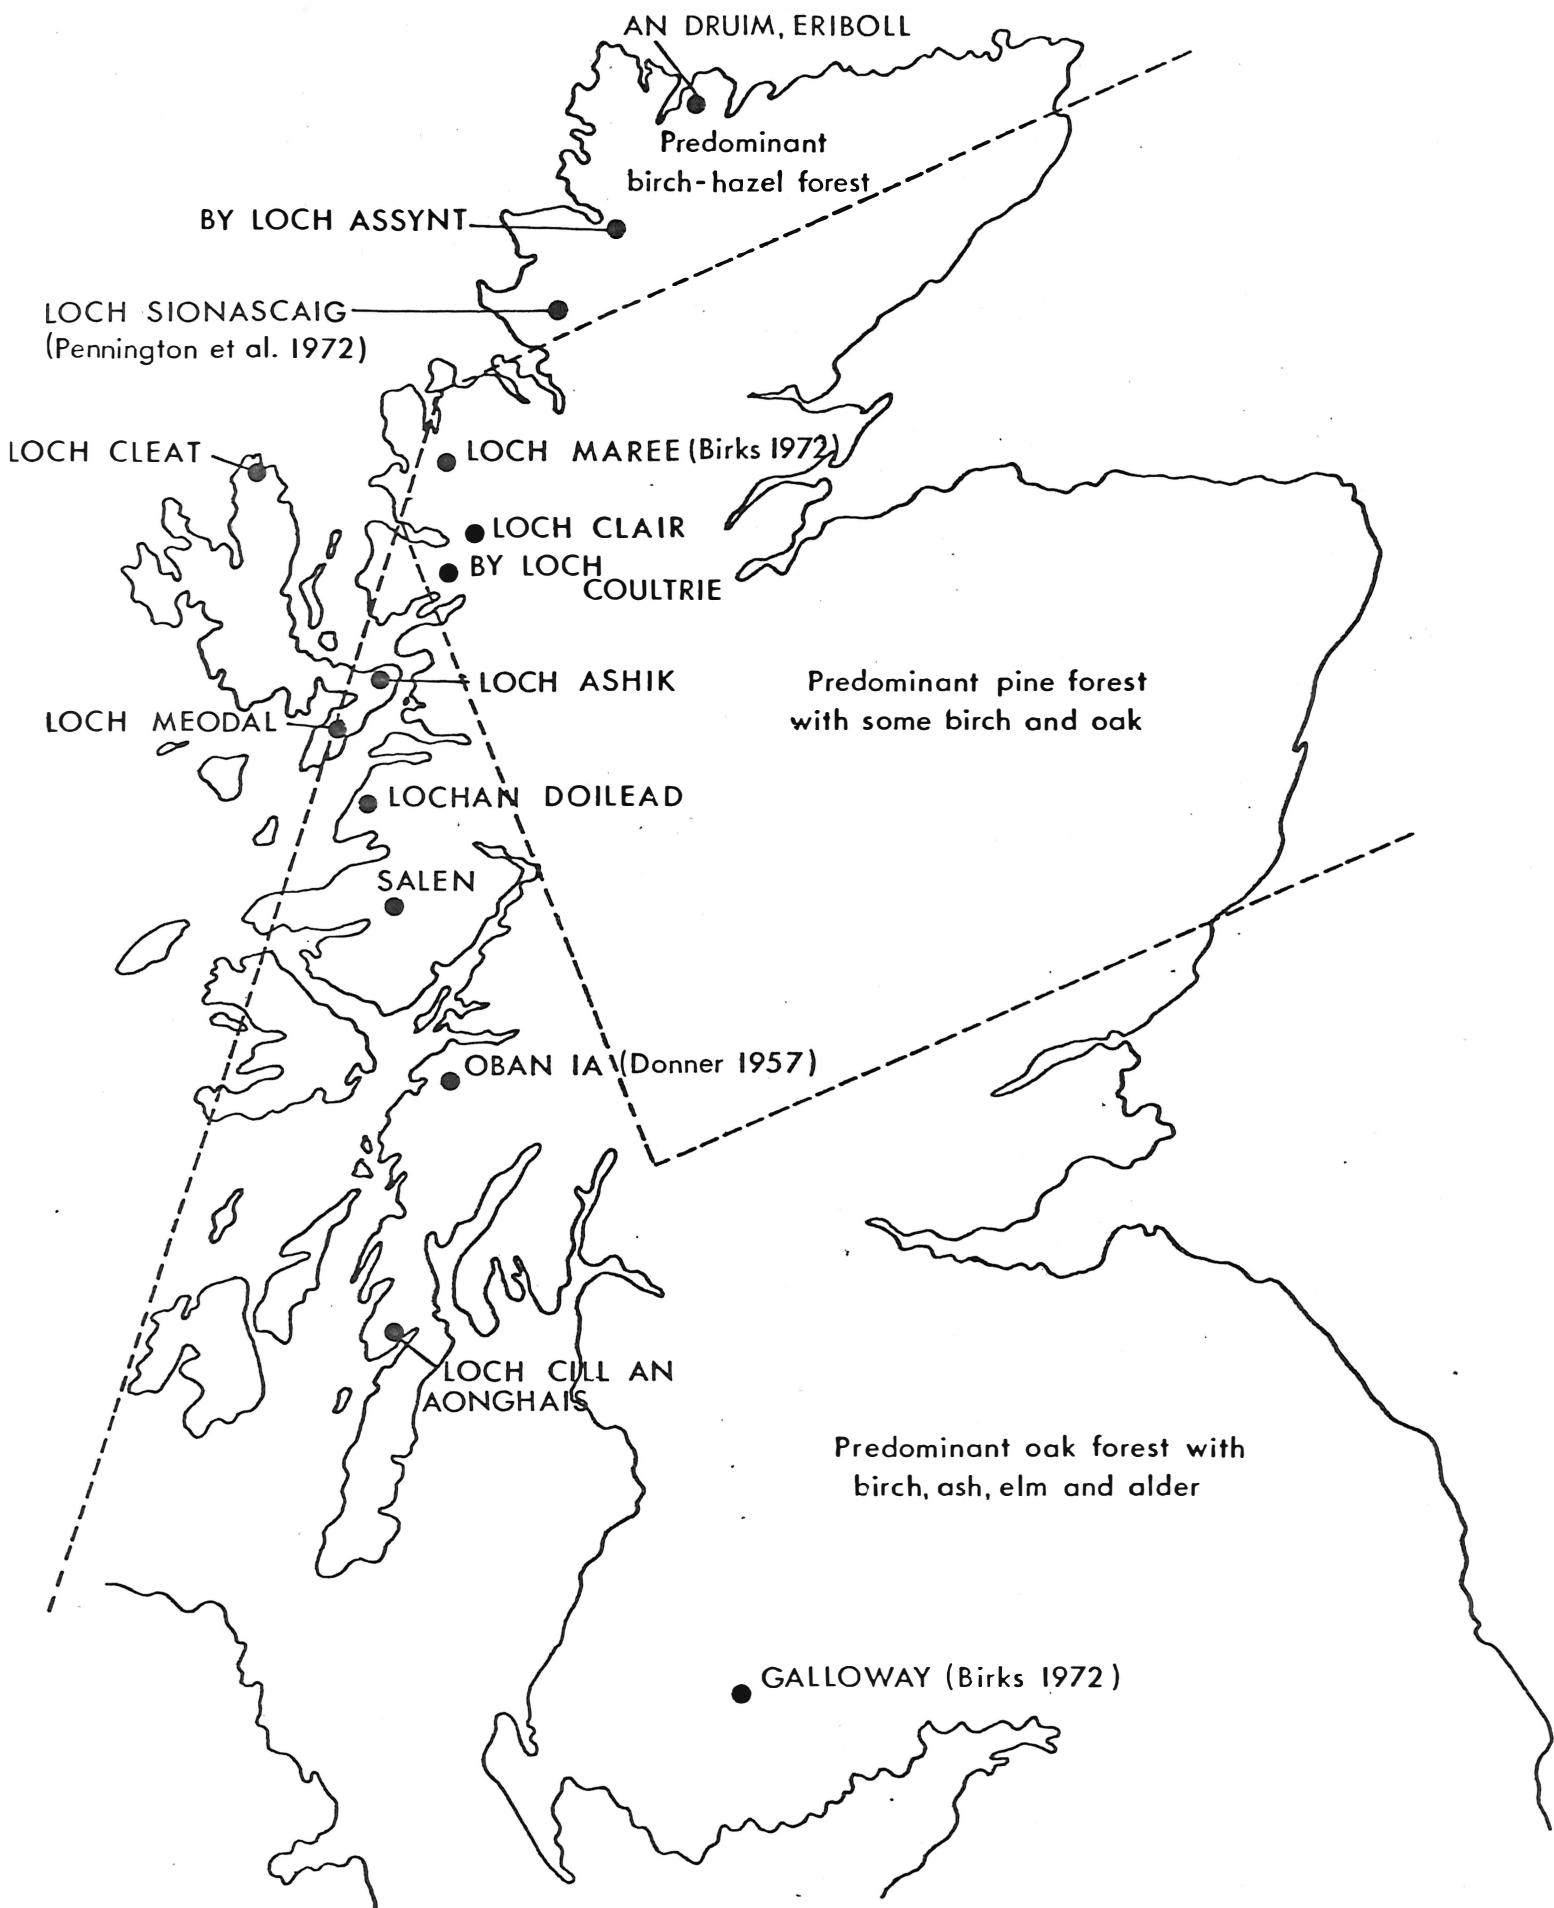 AN DRUIM, ERIBOLL
Predominant
birch-hazel forest
BY LOCH ASSYNT
LOCH SIONASCAIG
(Pennington et al. 1972)
LOCH CLEAT
LOCH MAREE (Birks 1972)
LOCH CLAIR
BY LOCH
COULTRIE
LOCH ASHIK
Predominant pine forest
with some birch and oak
LOCH MEODAL
LOCHAN DOILEAD
SALEN
OBAN IA (Donner 1957)
LOCH CILL AN
AONGHAIS
Predominant oak forest with
birch, ash, elm and alder
GALLOWAY (Birks 1972)